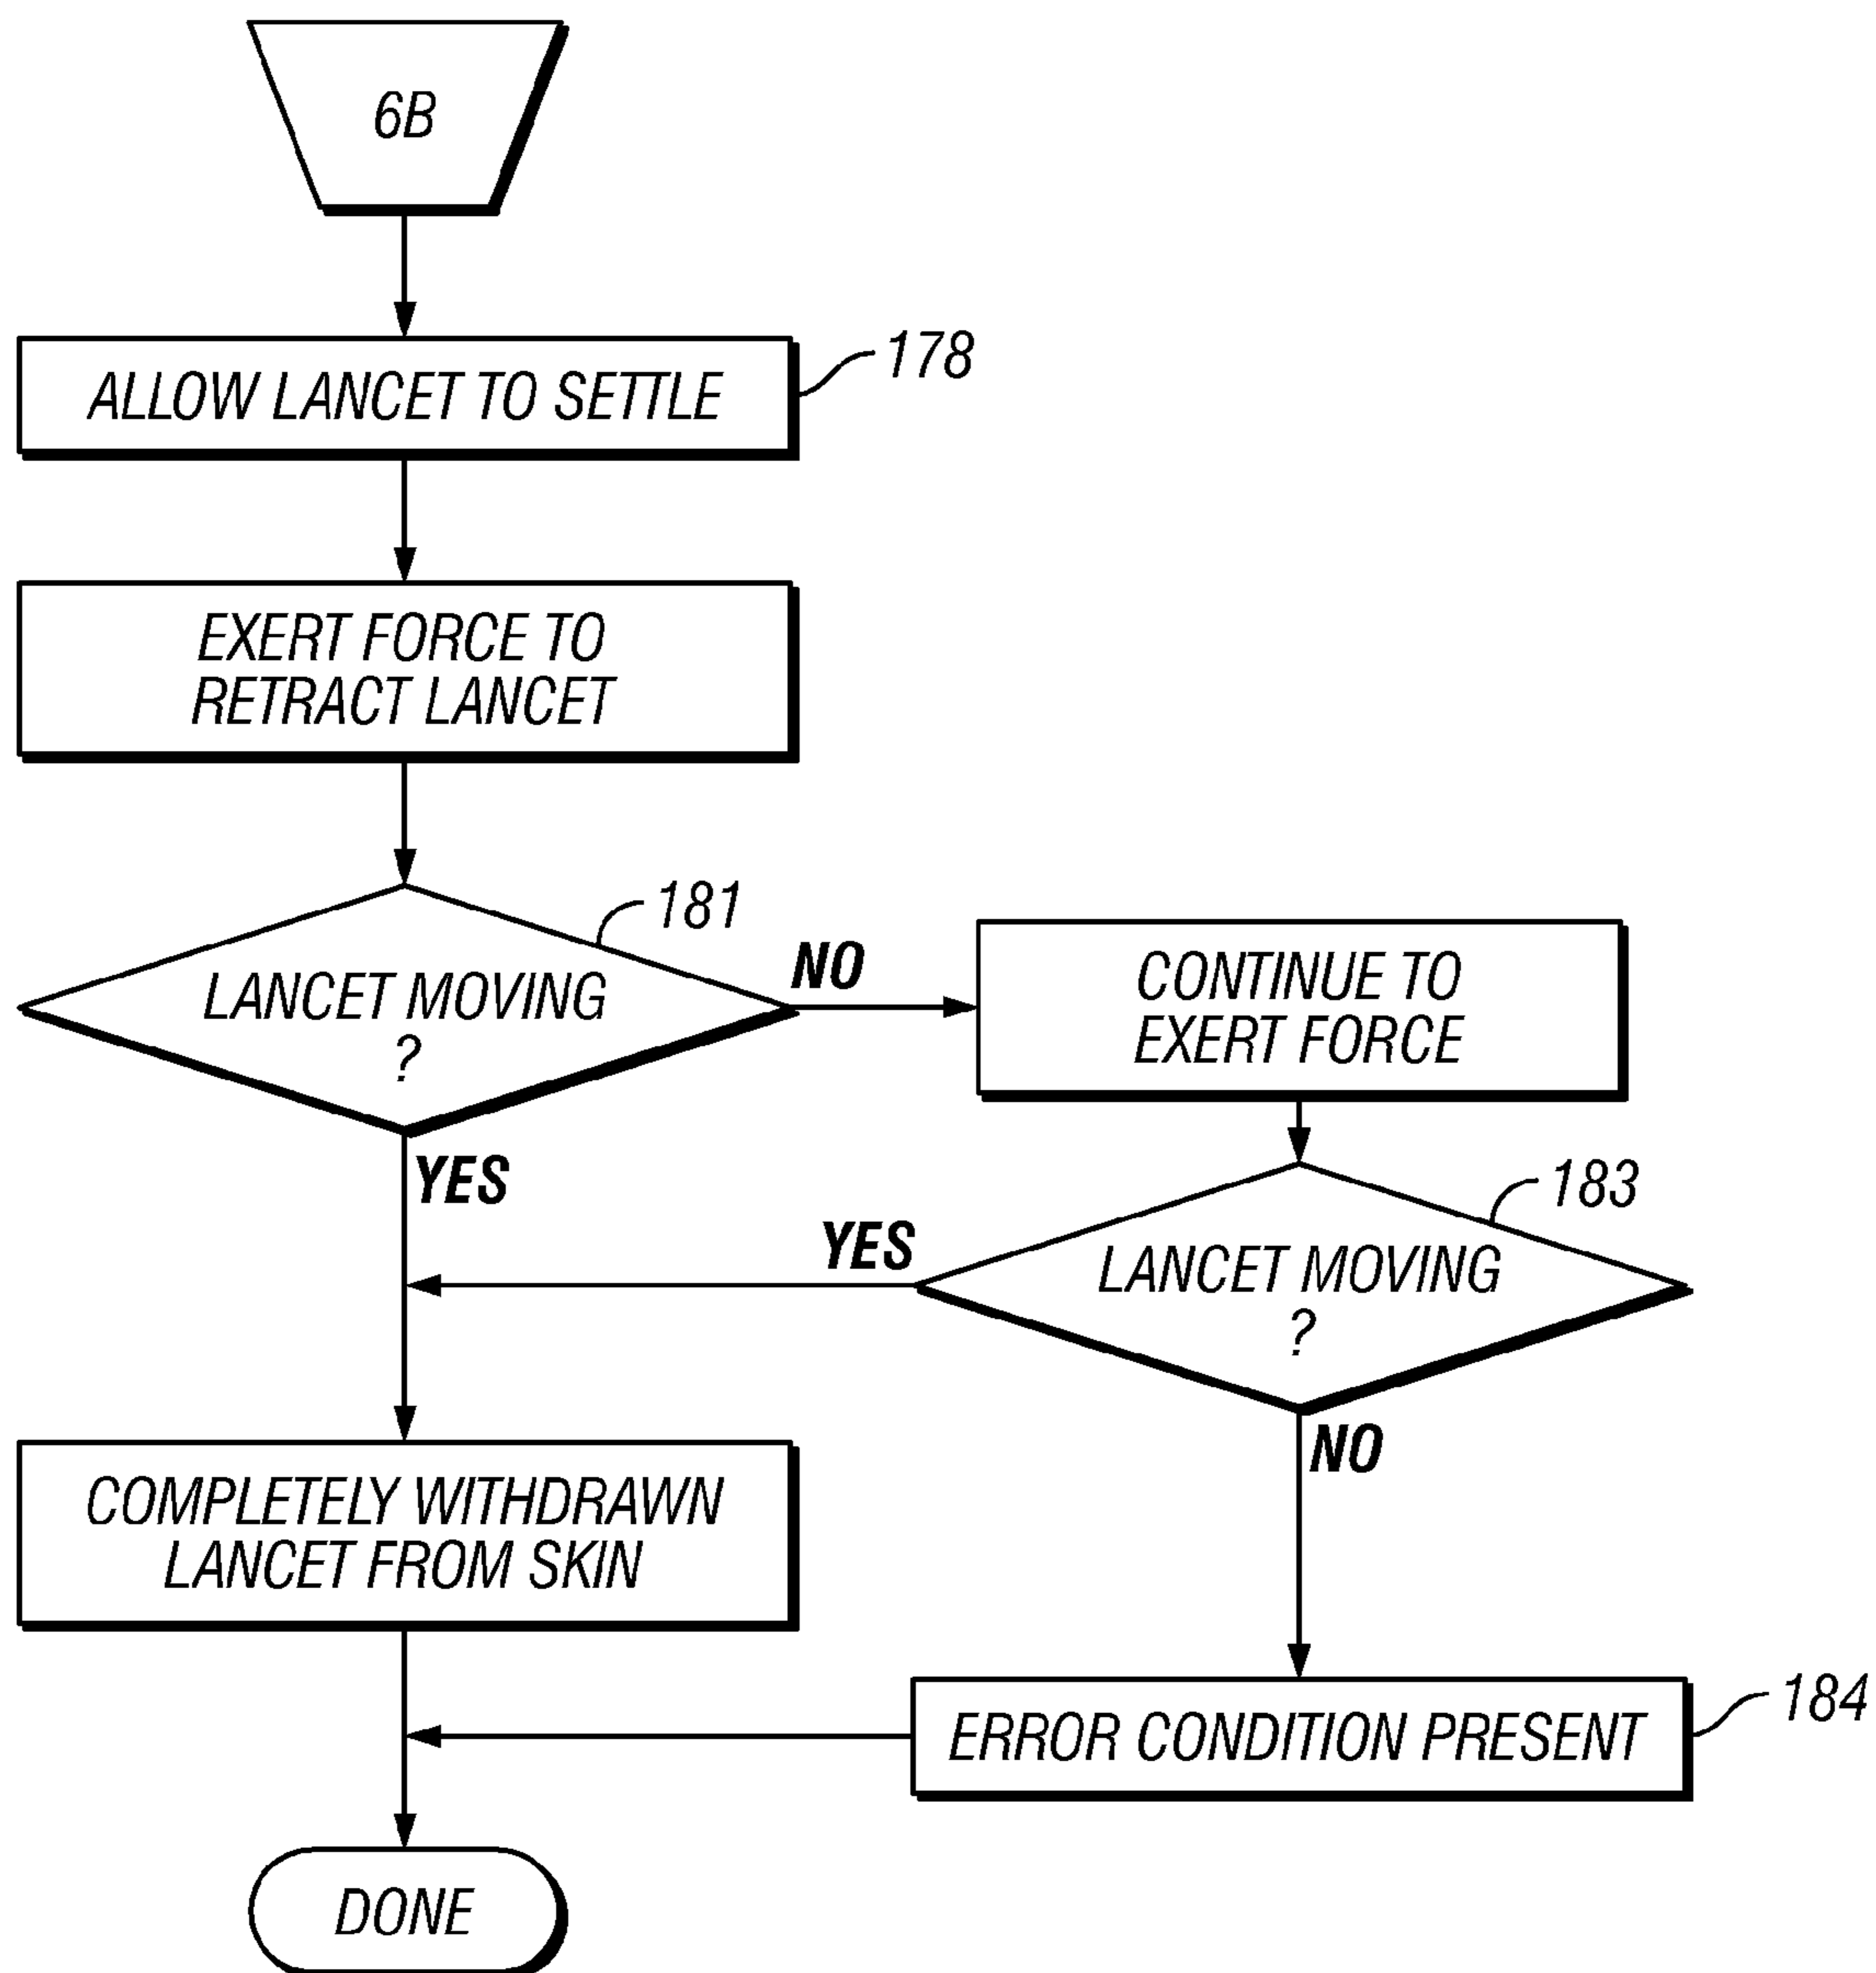 6B
ALLOW LANCET TO SETTLE
178
EXERT FORCE TO
RETRACT LANCET
181
LANCET MOVING
?
NO
CONTINUE TO
EXERT FORCE
YES
183
LANCET MOVING
?
YES
NO
COMPLETELY WITHDRAWN
LANCET FROM SKIN
ERROR CONDITION PRESENT
184
DONE